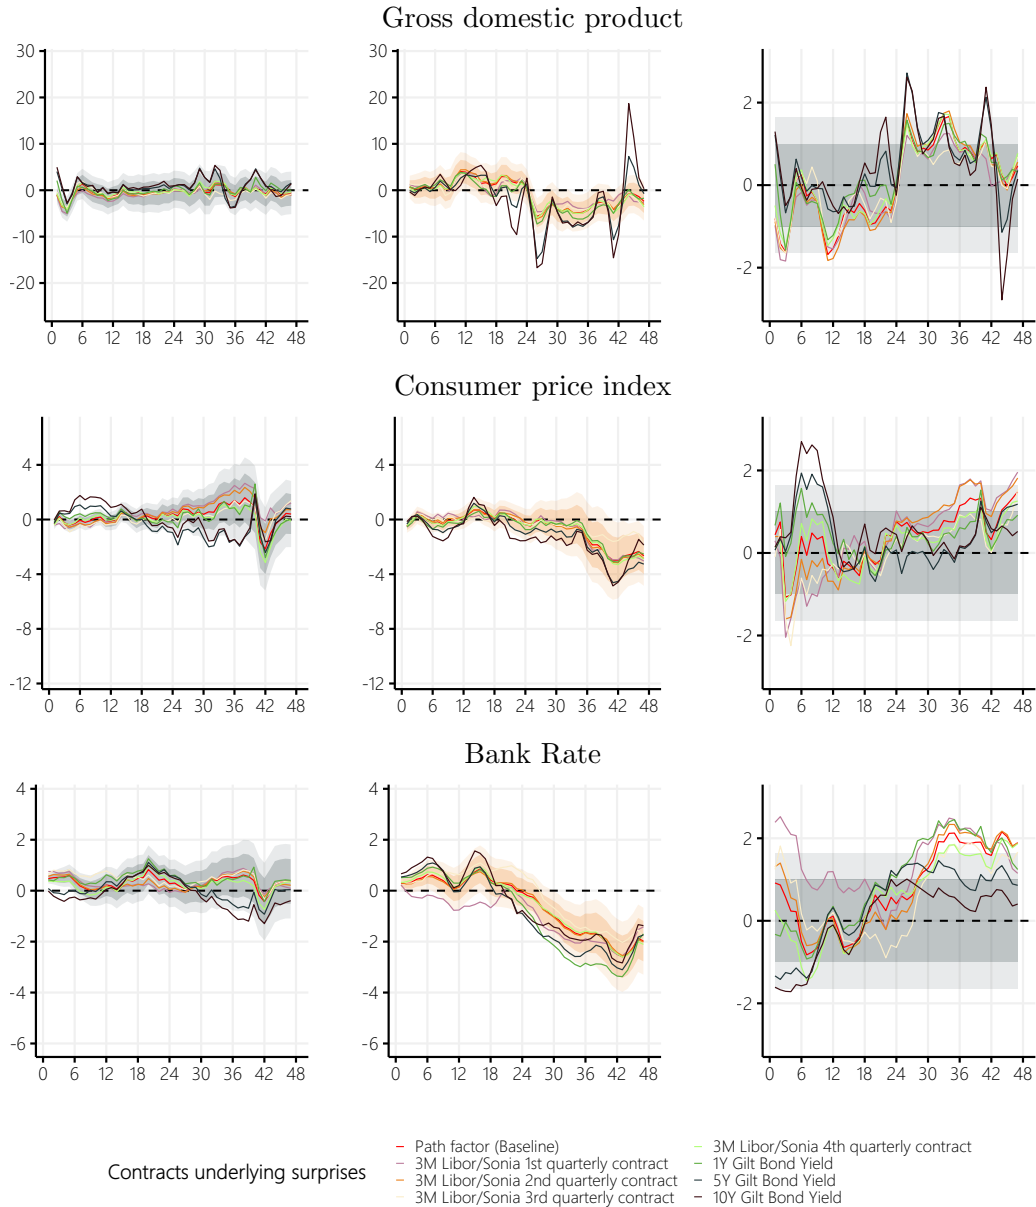 Gross domestic product
30
20
10
0
-10
-20
0 6 12 18 24 30 36 42 48
30
20
10
0
-10
-20
0 6 12 18 24 30 36 42 48
2
0
-2
0 6 12 18 24 30 36 42 48
Consumer price index
4
0
-4
-8
-12
0 6 12 18 24 30 36 42 48
4
0
-4
-8
-12
0 6 12 18 24 30 36 42 48
2
0
-2
0 6 12 18 24 30 36 42 48
Bank Rate
4
2
0
-2
-4
-6
0 6 12 18 24 30 36 42 48
4
2
0
-2
-4
-6
0 6 12 18 24 30 36 42 48
2
0
-2
0 6 12 18 24 30 36 42 48
Contracts underlying surprises
Path factor (Baseline)
3M Libor/Sonia 1st quarterly contract
3M Libor/Sonia 2nd quarterly contract
3M Libor/Sonia 3rd quarterly contract
3M Libor/Sonia 4th quarterly contract
1Y Gilt Bond Yield
5Y Gilt Bond Yield
10Y Gilt Bond Yield